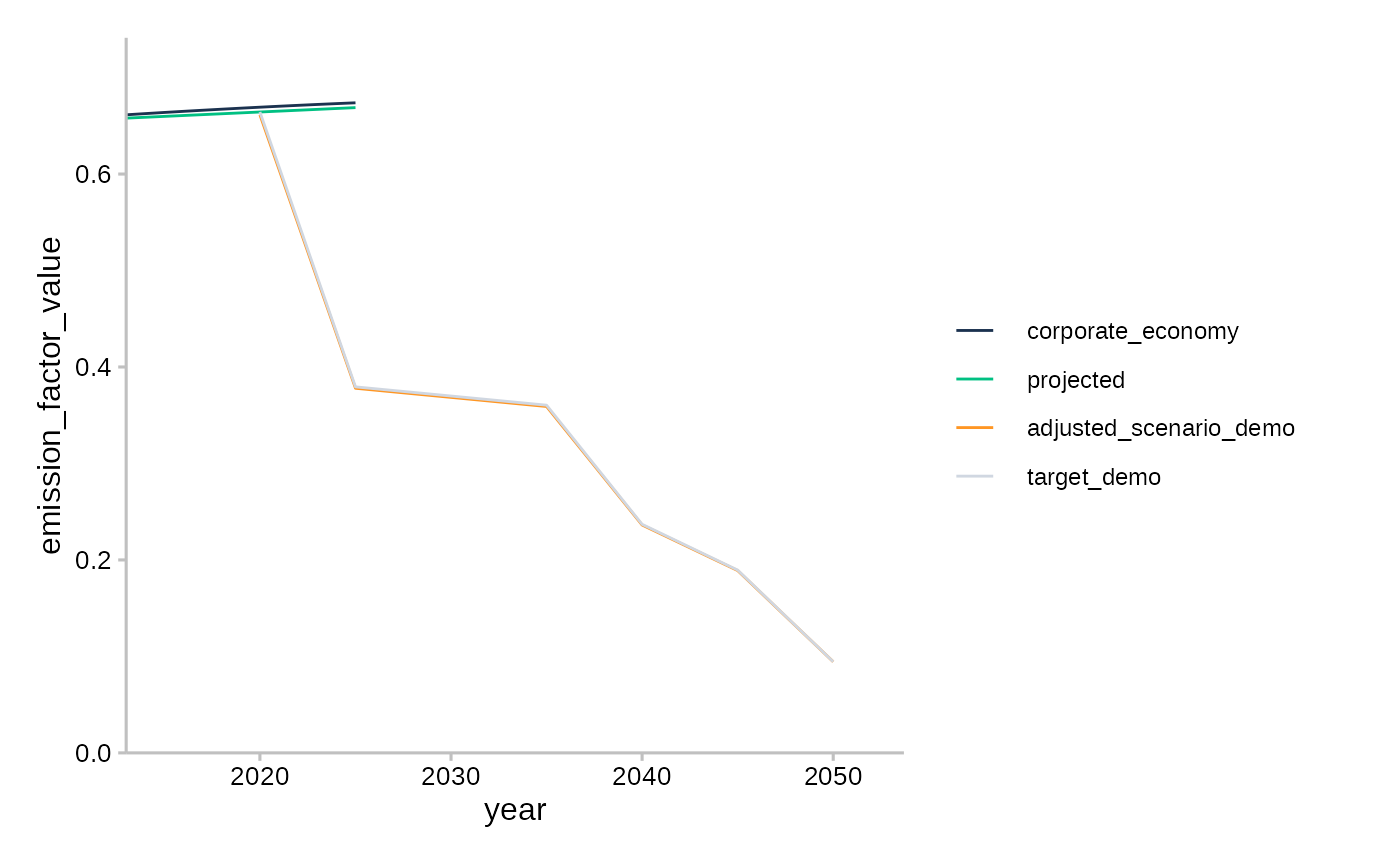 emission_factor_value
0.6
0.4
0.2
0.0
2020 2030 2040 2050
year
corporate_economy
projected
adjusted_scenario_demo
target_demo